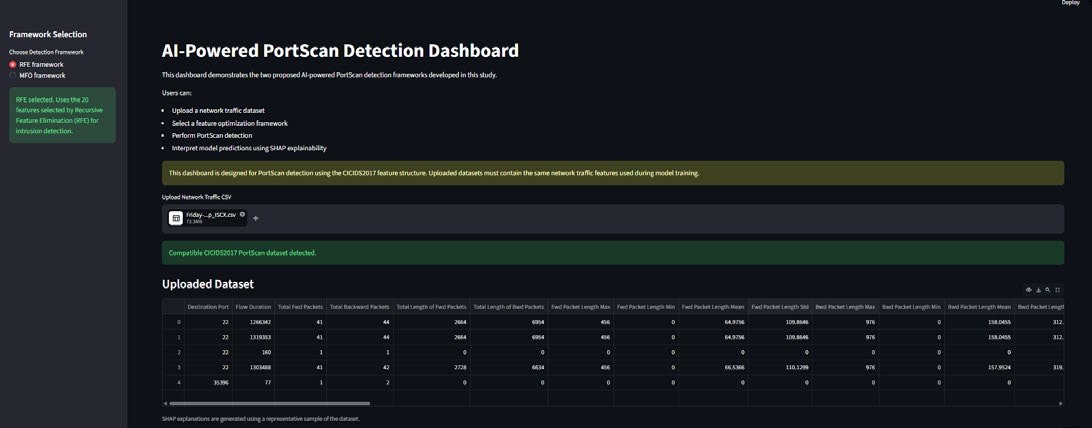 Deploy
Framework Selection
Choose Detection Framework
RFE framework
MFO framework
RFE selected. Uses the 20
features selected by Recursive
Feature Elimination (RFE) for
intrusion detection.
AI-Powered PortScan Detection Dashboard
This dashboard demonstrates the two proposed AI-powered PortScan detection frameworks developed in this study.
Users can:
• Upload a network traffic dataset
• Select a feature optimization framework
• Perform PortScan detection
• Interpret model predictions using SHAP explainability
This dashboard is designed for PortScan detection using the CICIDS2017 feature structure. Uploaded datasets must contain the same network traffic features used during model training.
Upload Network Traffic CSV
Friday-...p_ISCX.csv
73.3MB
Compatible CICIDS2017 PortScan dataset detected.
Uploaded Dataset
Destination Port Flow Duration Total Fwd Packets Total Backward Packets Total Length of Fwd Packets Total Length of Bwd Packets Fwd Packet Length Max Fwd Packet Length Min Fwd Packet Length Mean Fwd Packet Length Std Bwd Packet Length Max Bwd Packet Length Min Bwd Packet Length Mean Bwd Packet Lengt
0 22 1266342 41 44 2664 6954 456 0 64.9756 109.8646 976 0 158.0455 312.
1 22 1319353 41 44 2664 6954 456 0 64.9756 109.8646 976 0 158.0455 312.
2 22 160 1 1 0 0 0 0 0 0 0 0 0
3 22 1303488 41 42 2728 6634 456 0 66.5366 110.1299 976 0 157.9524 319.
4 35396 77 1 2 0 0 0 0 0 0 0 0 0
SHAP explanations are generated using a representative sample of the dataset.